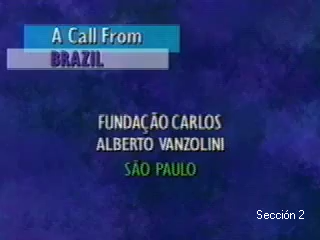 A Call From
BRAZIL
FUNDAÇÃO CARLOS
ALBERTO VANZOLINI
SÃO PAULO
Sección 2